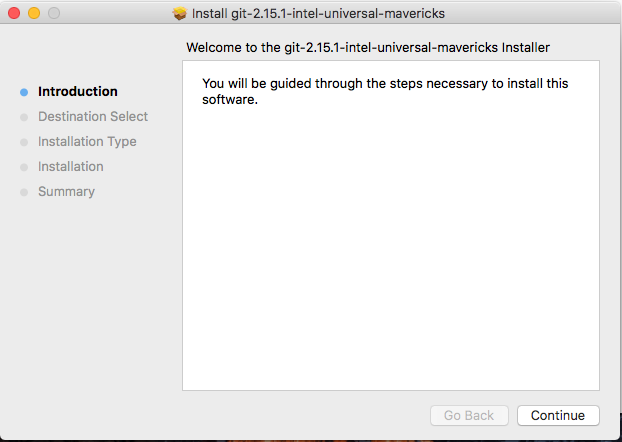 Install git-2.15.1-intel-universal-mavericks
Welcome to the git-2.15.1-intel-universal-mavericks Installer
Introduction
Destination Select
Installation Type
Installation
Summary
You will be guided through the steps necessary to install this
software.
Go Back
Continue